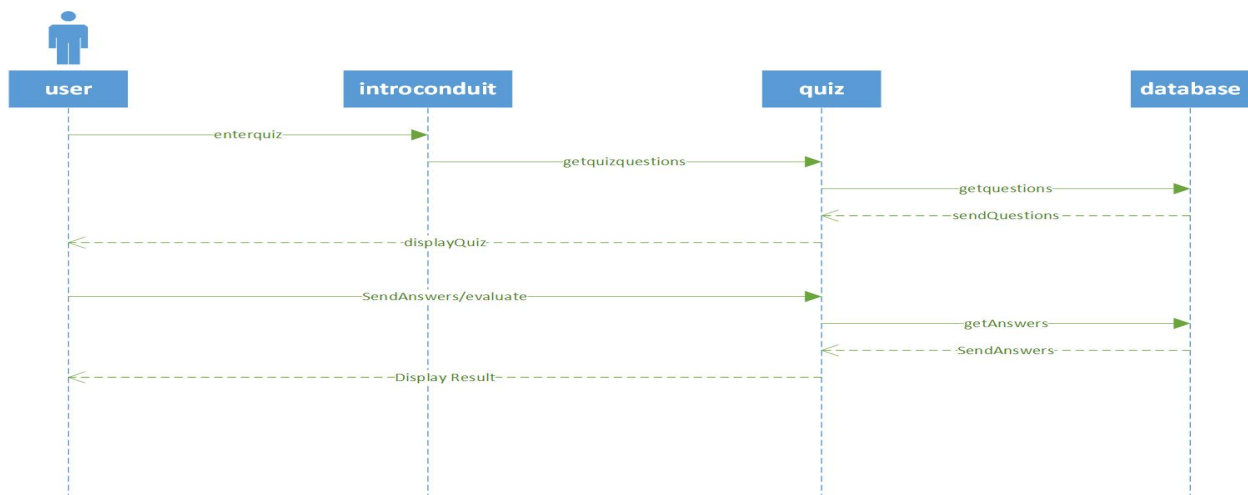 user
introconduit
quiz
database
enterquiz
getquizquestions
getquestions
sendQuestions
displayQuiz
SendAnswers/evaluate
getAnswers
SendAnswers
Display Result